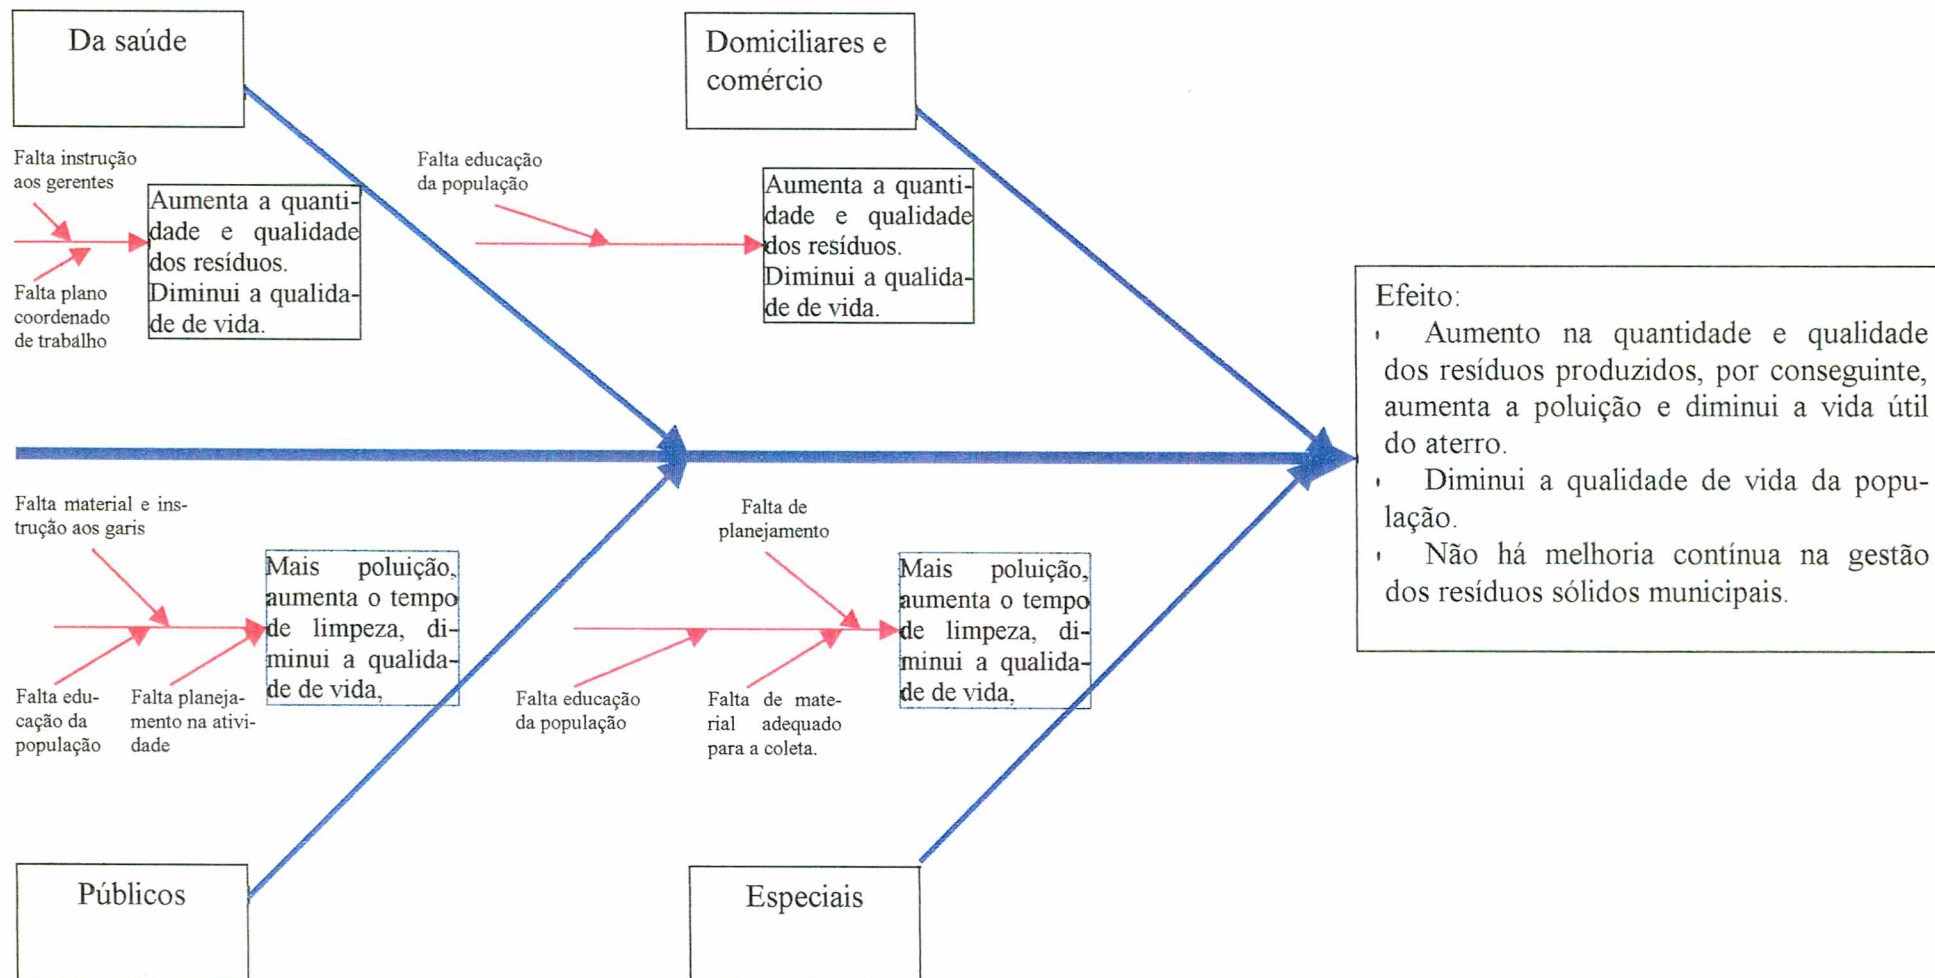 Da saúde
Domiciliares e
comércio
Falta instrução
aos gerentes
Falta plano
coordenado
de trabálho
Aumenta a quanti-
dade e qualidade
dos resíduos.
Diminui a qualida-
de de vida.
Falta educação
da população
Aumenta a quanti-
dade e qualidade
dos resíduos.
Diminui a qualida-
de de vida.
Efeito:
Aumento na quantidade e qualidade
dos resíduos produzidos, por conseguinte,
aumenta a poluição e diminui a vida útil
do aterro.
Diminui a qualidade de vida da popu-
lação.
Não há melhoria contínua na gestão
dos resíduos sólidos municipais.
Falta material e ins-
trução aos garis
Falta edu-
cação da
população
Falta planeja-
mento na ativi-
dade
Mais poluição,
aumenta o tempo
de limpeza, di-
minui a qualida-
de de vida,
Falta de
planejamento
Falta educação
da população
Falta de mate-
rial adequado
para a coleta.
Mais poluição,
aumenta o tempo
de limpeza, di-
minui a qualida-
de de vida,
Públicos
Especiais